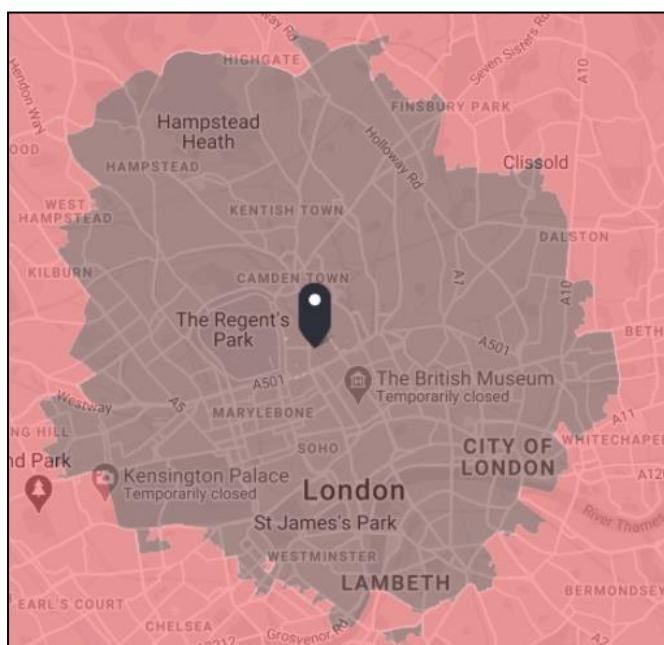 HIGHGATE
Seven Sisters Rd
A10
Hendon Way
FINSBURY PARK
Hampstead
Heath
Holloway Rd
Clissold
HAMPSTEAD
WEST
HAMPSTEAD
KENTISH TOWN
DALSTON
KILBURN
CAMDEN TOWN
A1
A10
The Regent's
Park
A501
BETH
A501
The British Museum
Temporarily closed
Westway
A5
MARYLEBONE
A11
NG HILL
SOHO
CITY OF
LONDON
WHITECHAPEL
nd Park
Kensington Palace
Temporarily closed
A120
London
St James's Park
River Thames
WESTMINSTER
LAMBETH
BERMONDSEY
EARL'S COURT
CHELSEA
Grosvenor Rd
A2